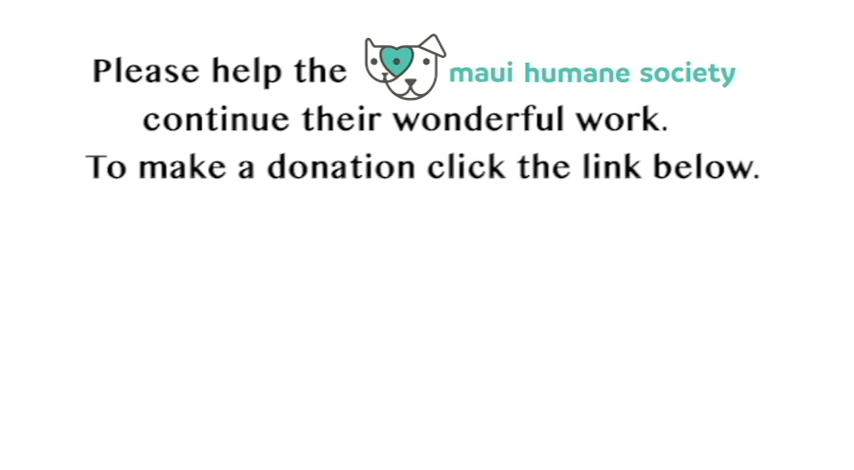 Please help the maui humane society
continue their wonderful work.
To make a donation click the link below.